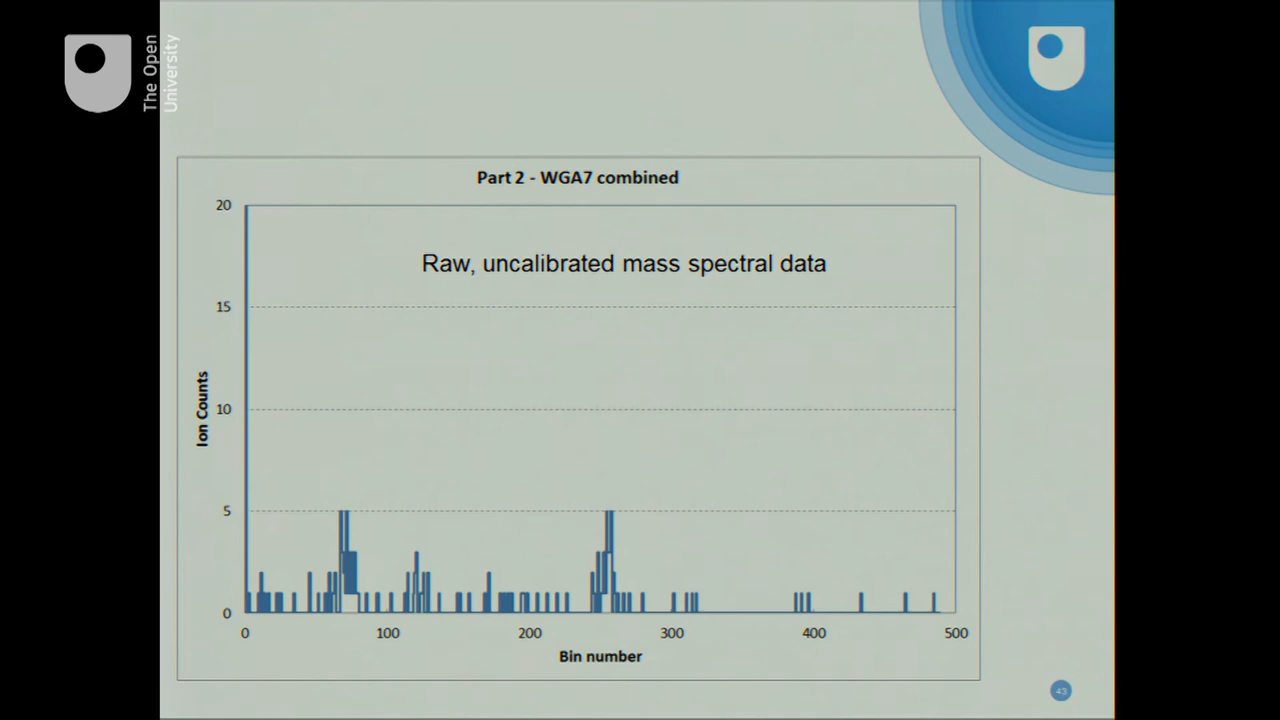 The Open
University
Part 2 - WGA7 combined
Raw, uncalibrated mass spectral data
20
15
10
5
0
Ion Counts
0 100 200 300 400 500
Bin number
43